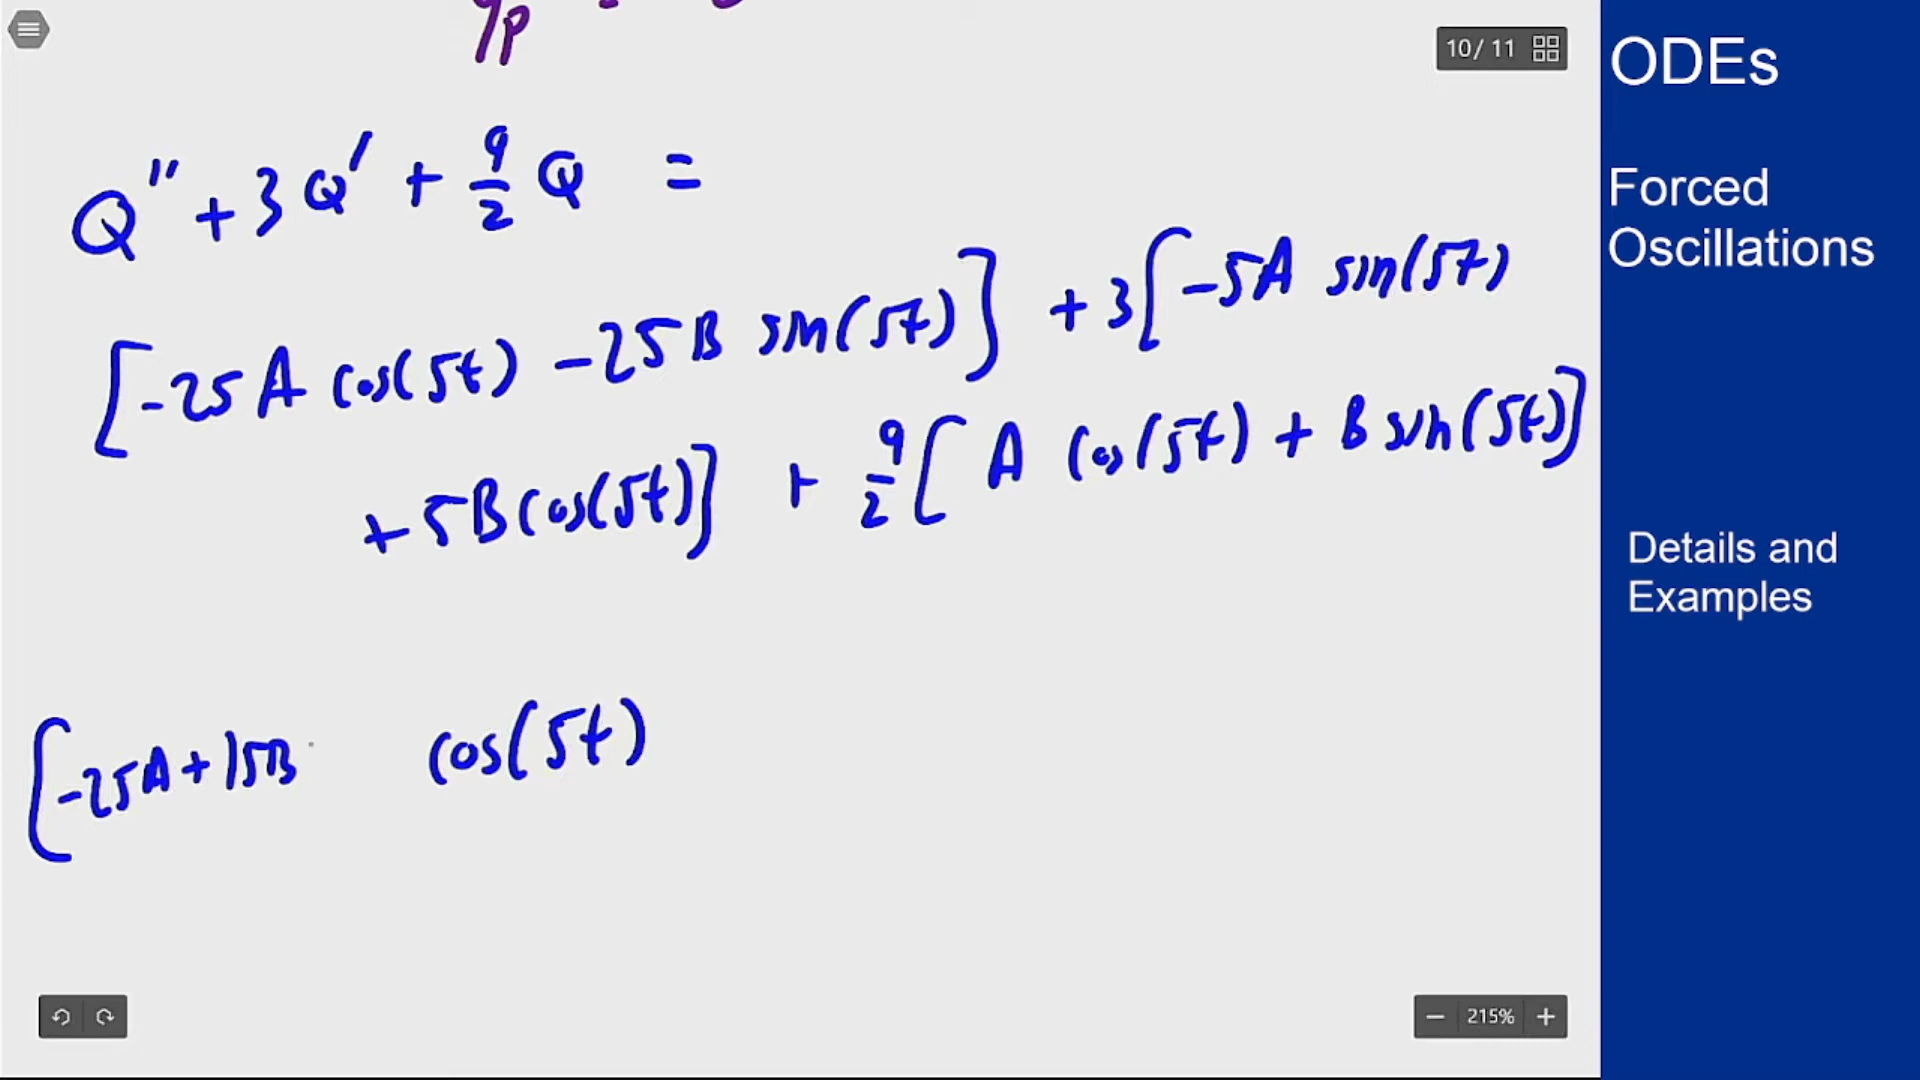 yp
10 / 11
Q'' + 3Q' + 9/2 Q =
[-25A cos(5t) -25B sin(5t)] + 3[-5A sin(5t)
+5B cos(5t)] + 9/2 [A cos(5t) + B sin(5t)]
[-25A + 15B cos(5t)
215%
ODEs
Forced
Oscillations
Details and
Examples